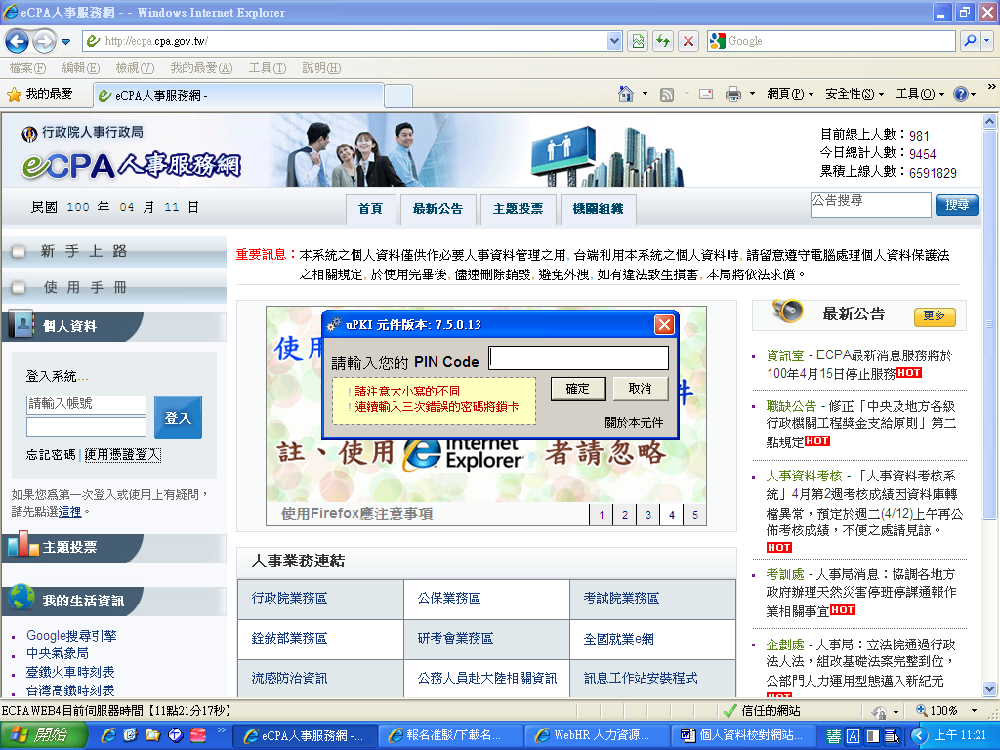 eCPA人事服務網 - - Windows Internet Explorer
http://ecpa.cpa.gov.tw/
Google
檔案(F) 編輯(E) 檢視(V) 我的最愛(A) 工具(T) 說明(H)
我的最愛
eCPA人事服務網 -
網頁(P) 安全性(S) 工具(O)
行政院人事行政局
eCPA人事服務網
目前線上人數：981
今日總計人數：9454
累積上線人數：6591829
民國 100 年 04 月 11 日
首頁 最新公告 主題投票 機關組織
公告搜尋 搜尋
新 手 上 路
使 用 手 冊
個人資料
登入系統...
請輸入帳號
登入
忘記密碼 | 使用憑證登入
如果您爲第一次登入或使用上有疑問，
請先點選這裡。
主題投票
我的生活資訊
Google搜尋引擎
中央氣象局
臺鐵火車時刻表
台灣高鐵時刻表
重要訊息：本系統之個人資料僅供作必要人事資料管理之用, 台端利用本系統之個人資料時, 請留意遵守電腦處理個人資料保護法
之相關規定, 於使用完畢後, 儘速刪除銷毀, 避免外洩, 如有違法致生損害, 本局將依法求償。
使用
件
uPKI 元件版本: 7.5.0.13
請輸入您的 PIN Code
! 請注意大小寫的不同
! 連續輸入三次錯誤的密碼將鎖卡
確定 取消
關於本元件
註、使用 Internet Explorer 者請忽略
使用Firefox應注意事項
1 2 3 4 5
人事業務連結
行政院業務區 公保業務區 考試院業務區
銓敘部業務區 研考會業務區 全國就業e網
流感防治資訊 公務人員赴大陸相關資訊 訊息工作站安裝程式
最新公告 更多
資訊室 - ECPA最新消息服務將於
100年4月15日停止服務HOT
職缺公告 - 修正「中央及地方各級
行政機關工程獎金支給原則」第二
點規定HOT
人事資料考核 - 「人事資料考核系
統」4月第2週考核成績因資料庫轉
檔異常，預定於週二(4/12)上午再公
佈考核成績，不便之處請見諒。
HOT
考訓處 - 人事局消息：協調各地方
政府辦理天然災害停班停課通報作
業相關事宜HOT
企劃處 - 人事局：立法院通過行政
法人法，組改基礎法案完整到位，
公部門人力運用型態邁入新紀元
HOT
ECPAWEB4目前伺服器時間【11點21分17秒】
信任的網站
100%
開始
eCPA人事服務網 -...
報名准駁/下載名...
WebHR 人力資源...
個人資料校對網站...
上午 11:21